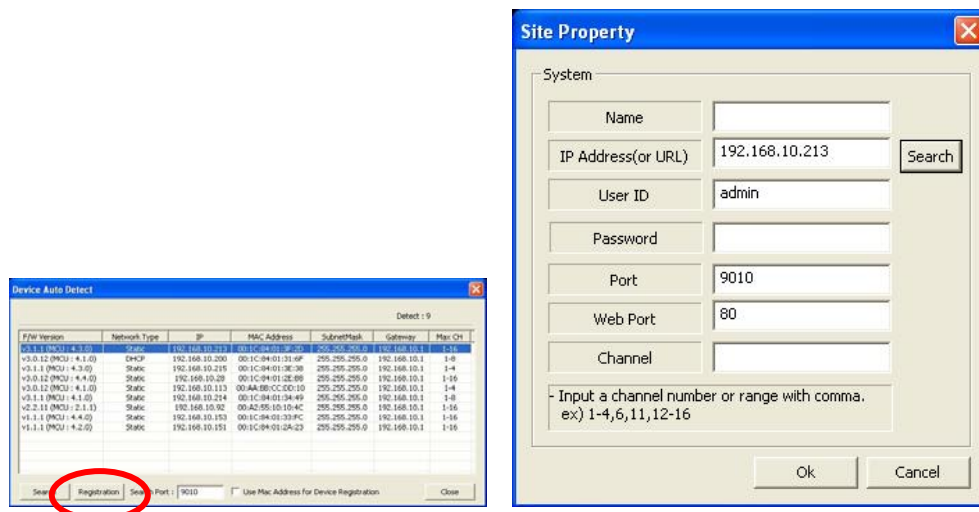 Device Auto Detect
Detect : 9
F/W Version Network Type IP MAC Address SubnetMask Gateway Max CH
v3.1.1 (MCU : 4.3.0) Static 192.168.10.213 00:1C:84:01:3F:2D 255.255.255.0 192.168.10.1 1-16
v3.0.12 (MCU : 4.1.0) DHCP 192.168.10.200 00:1C:84:01:31:6F 255.255.255.0 192.168.10.1 1-8
v3.1.1 (MCU : 4.3.0) Static 192.168.10.215 00:1C:84:01:3E:38 255.255.255.0 192.168.10.1 1-4
v3.0.12 (MCU : 4.4.0) Static 192.168.10.28 00:1C:84:01:2E:B8 255.255.255.0 192.168.10.1 1-16
v3.0.12 (MCU : 4.1.0) Static 192.168.10.113 00:AA:BB:CC:DD:10 255.255.255.0 192.168.10.1 1-4
v3.1.1 (MCU : 4.1.0) Static 192.168.10.214 00:1C:84:01:34:49 255.255.255.0 192.168.10.1 1-8
v2.2.11 (MCU : 2.1.1) Static 192.168.10.92 00:A2:55:10:10:4C 255.255.255.0 192.168.10.1 1-16
v1.1.1 (MCU : 4.4.0) Static 192.168.10.153 00:1C:84:01:33:FC 255.255.255.0 192.168.10.1 1-16
v1.1.1 (MCU : 4.2.0) Static 192.168.10.151 00:1C:84:01:2A:23 255.255.255.0 192.168.10.1 1-16
Registration Port : 9010 Use Mac Address for Device Registration Close
Site Property
System
Name
IP Address(or URL) 192.168.10.213 Search
User ID admin
Password
Port 9010
Web Port 80
Channel
- Input a channel number or range with comma.
ex) 1-4,6,11,12-16
Ok Cancel